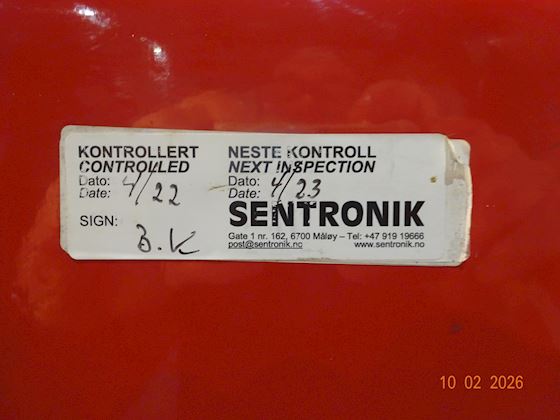 KONTROLLERT
CONTROLLED
Dato: 4/22
Date:
SIGN: B.K
NESTE KONTROLL
NEXT INSPECTION
Dato: 4/23
Date:
SENTRONIK
Gate 1 nr. 162, 6700 Måløy – Tel: +47 919 19666
post@sentronik.no www.sentronik.no
10 02 2026